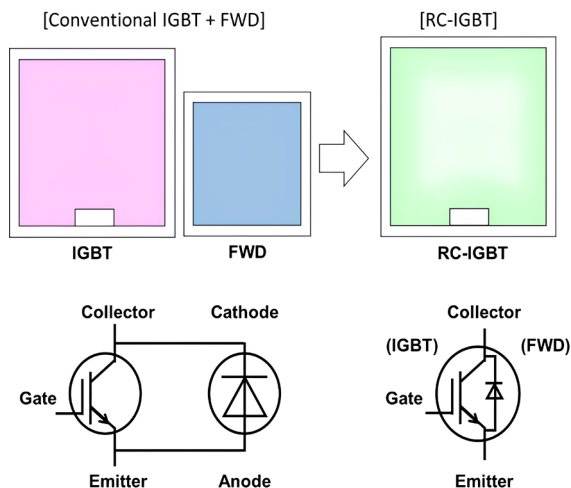 [Conventional IGBT + FWD]
[RC-IGBT]
IGBT
FWD
RC-IGBT
Collector
Cathode
Gate
Emitter
Anode
Collector
(IGBT)
(FWD)
Gate
Emitter